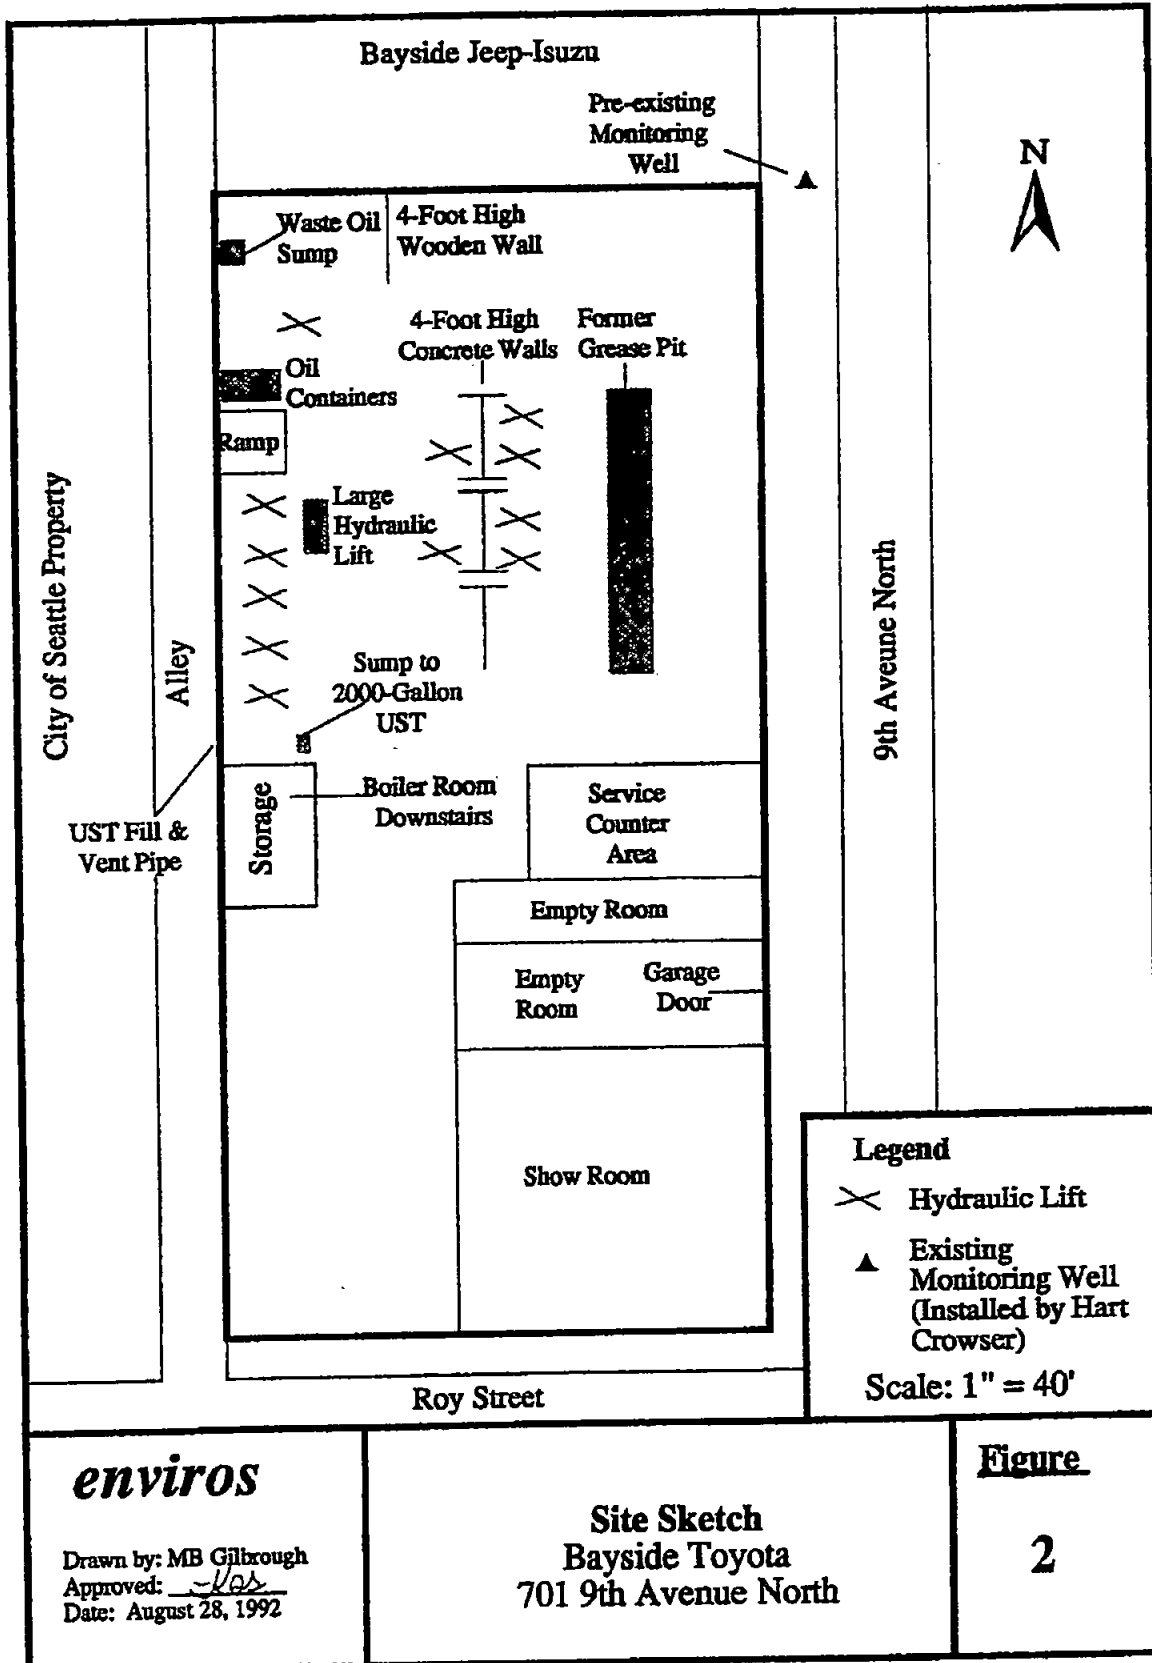 Bayside Jeep-Isuzu
Pre-existing
Monitoring
Well
N
Waste Oil
Sump
4-Foot High
Wooden Wall
4-Foot High
Concrete Walls
Former
Grease Pit
Oil
Containers
Ramp
Large
Hydraulic
Lift
City of Seattle Property
Alley
9th Aveune North
Sump to
2000-Gallon
UST
UST Fill &
Vent Pipe
Storage
Boiler Room
Downstairs
Service
Counter
Area
Empty Room
Empty
Room
Garage
Door
Show Room
Roy Street
Legend
Hydraulic Lift
Existing
Monitoring Well
(Installed by Hart
Crowser)
Scale: 1" = 40'
enviros
Drawn by: MB Gilbrough
Approved:
Date: August 28, 1992
Site Sketch
Bayside Toyota
701 9th Avenue North
Figure
2